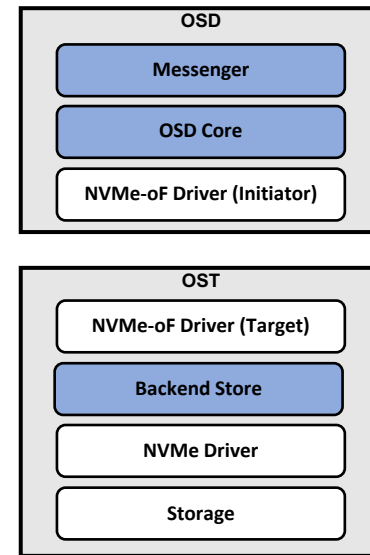 OSD
Messenger
OSD Core
NVMe-oF Driver (Initiator)
OST
NVMe-oF Driver (Target)
Backend Store
NVMe Driver
Storage